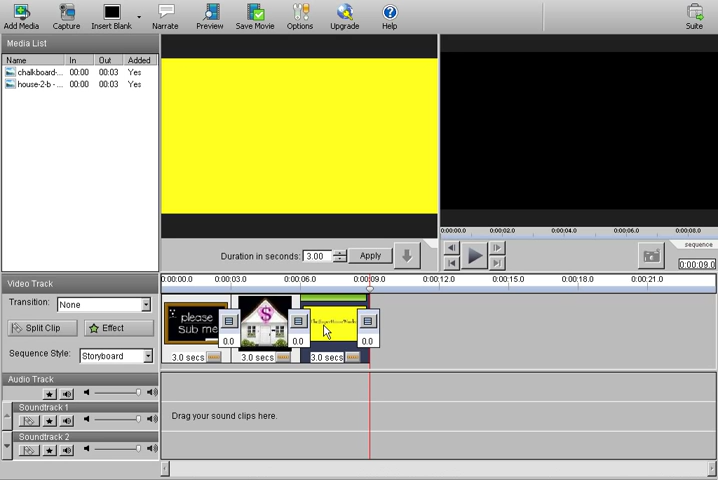 Add Media Capture Insert Blank Narrate Preview Save Movie Options Upgrade Help Suite
Media List
Name In Out Added
chalkboard-... 00:00 00:03 Yes
house-2-b - ... 00:00 00:03 Yes
Duration in seconds: 3.00 Apply
0:00:00.0 0:00:02.0 0:00:04.0 0:00:06.0 0:00:08.0
sequence
0:00:09.0
Video Track
0:00:00.0 0:00:03.0 0:00:06.0 0:00:09.0 0:00:12.0 0:00:15.0 0:00:18.0 0:00:21.0
Transition: None
Split Clip Effect
Sequence Style: Storyboard
please
sub me
$
0.0 0.0 0.0
3.0 secs 3.0 secs 3.0 secs
Audio Track
Soundtrack 1
Drag your sound clips here.
Soundtrack 2